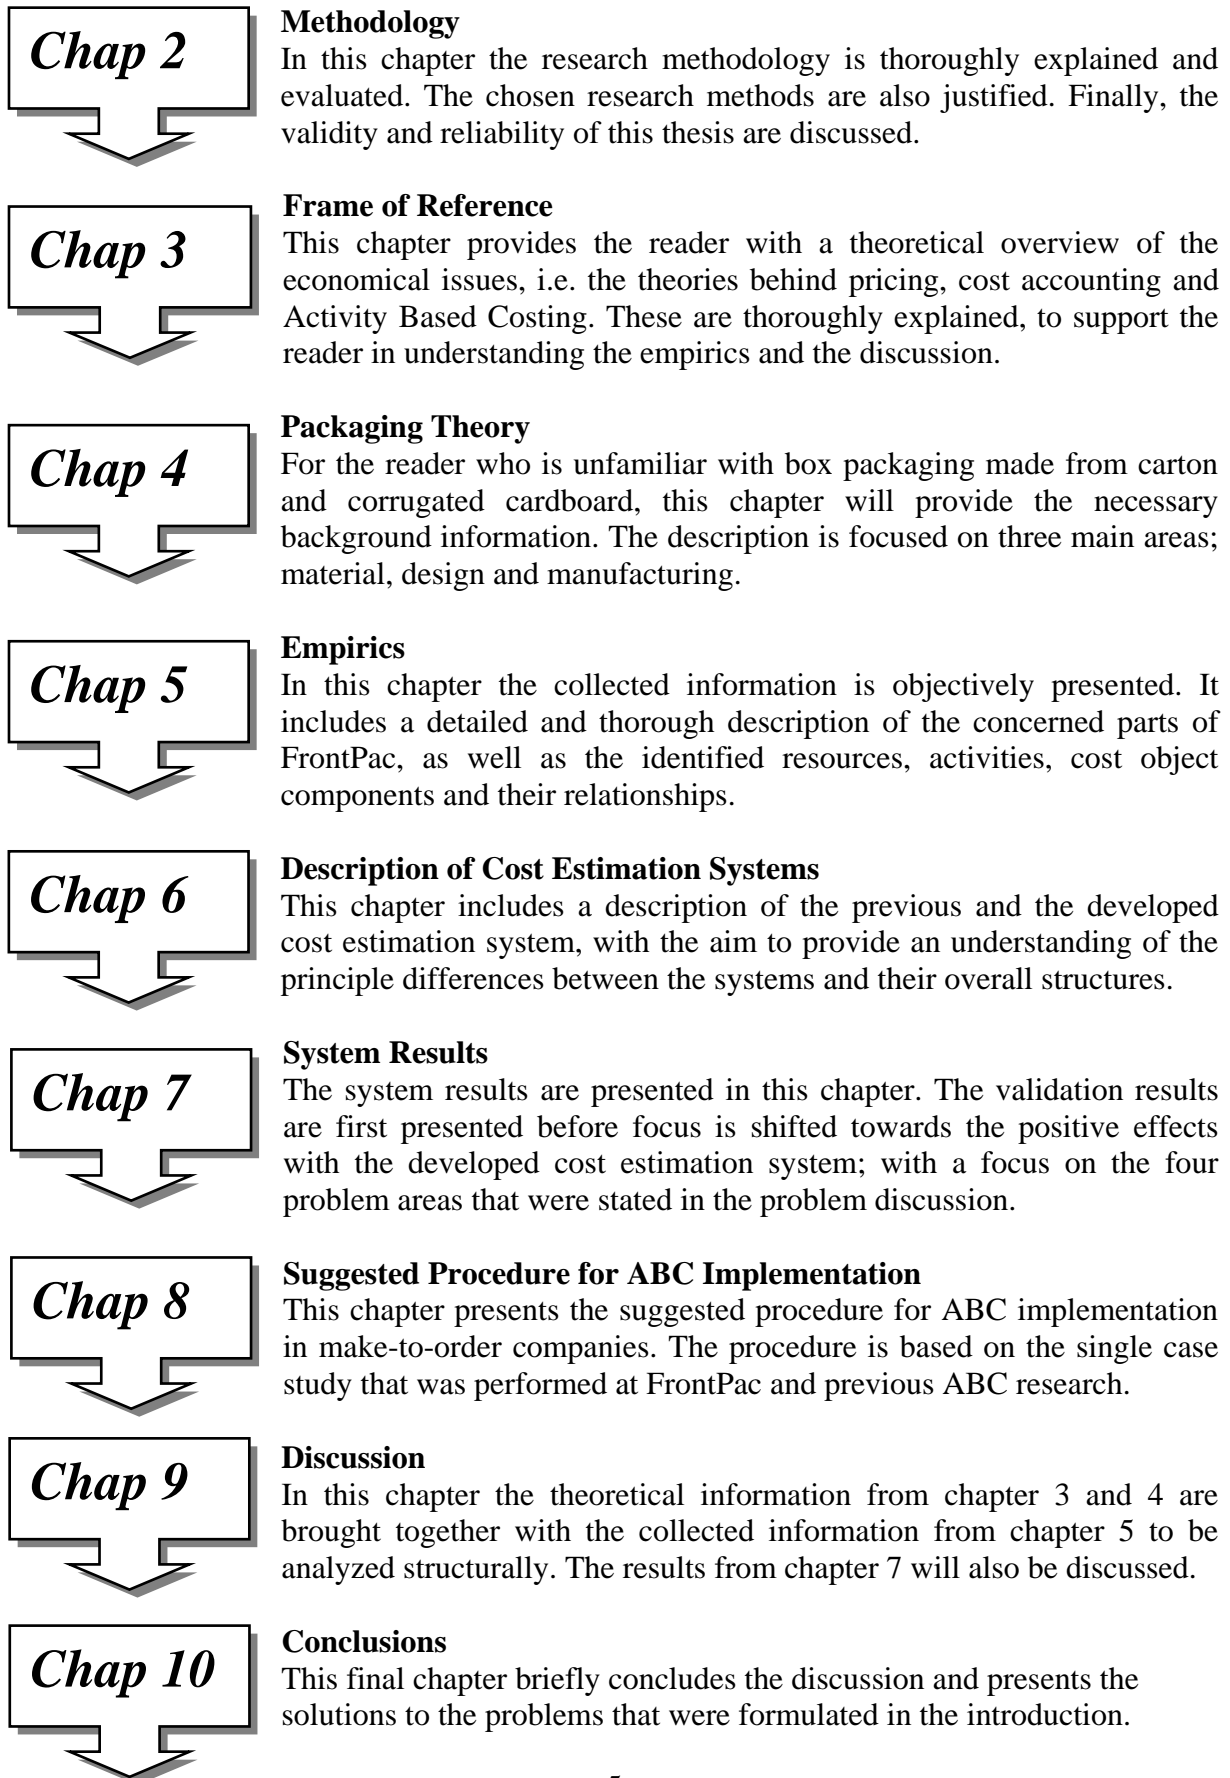 Chap 2
Methodology
In this chapter the research methodology is thoroughly explained and
evaluated. The chosen research methods are also justified. Finally, the
validity and reliability of this thesis are discussed.
Chap 3
Frame of Reference
This chapter provides the reader with a theoretical overview of the
economical issues, i.e. the theories behind pricing, cost accounting and
Activity Based Costing. These are thoroughly explained, to support the
reader in understanding the empirics and the discussion.
Chap 4
Packaging Theory
For the reader who is unfamiliar with box packaging made from carton
and corrugated cardboard, this chapter will provide the necessary
background information. The description is focused on three main areas;
material, design and manufacturing.
Chap 5
Empirics
In this chapter the collected information is objectively presented. It
includes a detailed and thorough description of the concerned parts of
FrontPac, as well as the identified resources, activities, cost object
components and their relationships.
Chap 6
Description of Cost Estimation Systems
This chapter includes a description of the previous and the developed
cost estimation system, with the aim to provide an understanding of the
principle differences between the systems and their overall structures.
Chap 7
System Results
The system results are presented in this chapter. The validation results
are first presented before focus is shifted towards the positive effects
with the developed cost estimation system; with a focus on the four
problem areas that were stated in the problem discussion.
Chap 8
Suggested Procedure for ABC Implementation
This chapter presents the suggested procedure for ABC implementation
in make-to-order companies. The procedure is based on the single case
study that was performed at FrontPac and previous ABC research.
Chap 9
Discussion
In this chapter the theoretical information from chapter 3 and 4 are
brought together with the collected information from chapter 5 to be
analyzed structurally. The results from chapter 7 will also be discussed.
Chap 10
Conclusions
This final chapter briefly concludes the discussion and presents the
solutions to the problems that were formulated in the introduction.